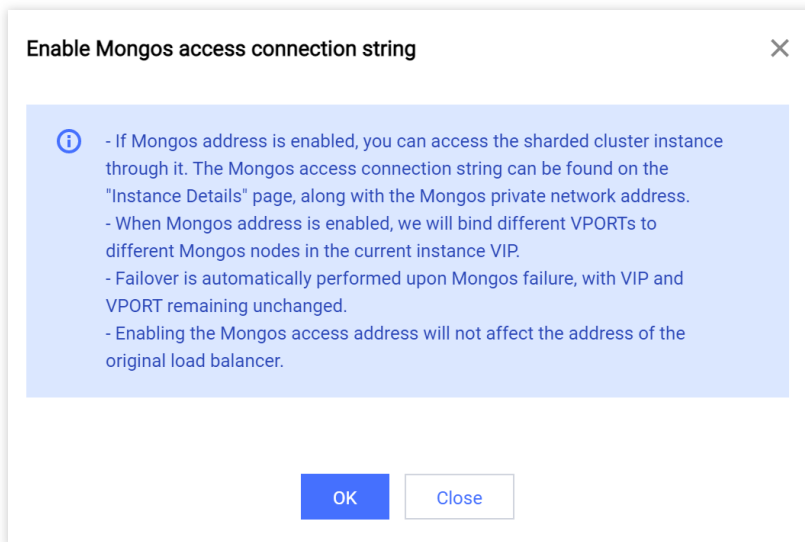 Enable Mongos access connection string
- If Mongos address is enabled, you can access the sharded cluster instance
through it. The Mongos access connection string can be found on the
"Instance Details" page, along with the Mongos private network address.
- When Mongos address is enabled, we will bind different VPORTs to
different Mongos nodes in the current instance VIP.
- Failover is automatically performed upon Mongos failure, with VIP and
VPORT remaining unchanged.
- Enabling the Mongos access address will not affect the address of the
original load balancer.
OK
Close